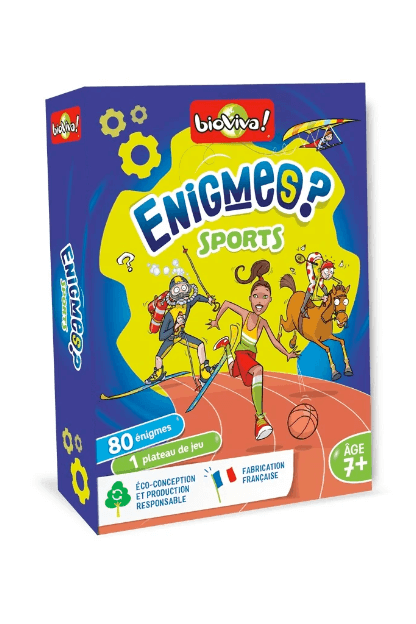 bioviva!
ENIGMES?
SPORTS
?
ENIGMES?
SPORTS
80 énigmes
1 plateau de jeu
ÂGE
7+
ÉCO-CONCEPTION
ET PRODUCTION
RESPONSABLE
FABRICATION
FRANÇAISE